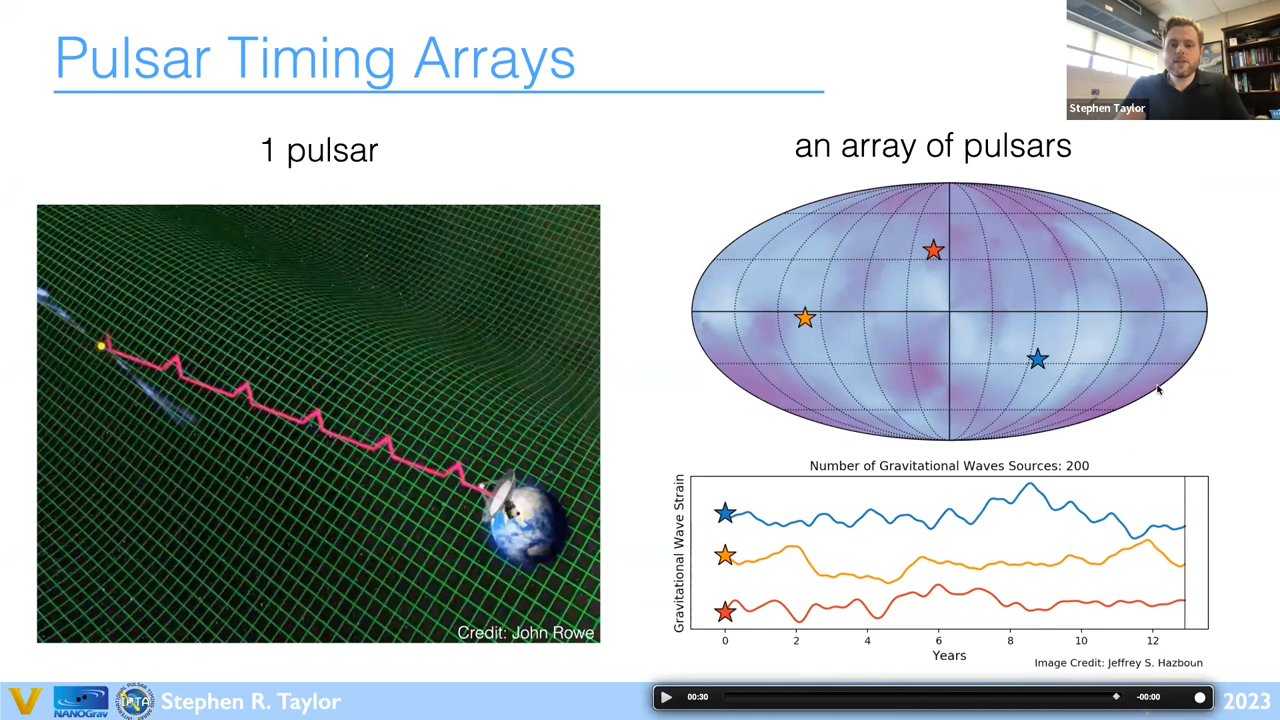 Pulsar Timing Arrays
Stephen Taylor
1 pulsar
an array of pulsars
Number of Gravitational Waves Sources: 200
Gravitational Wave Strain
0 2 4 6 8 10 12
Years
Credit: John Rowe
Image Credit: Jeffrey S. Hazboun
V
NANOGrav
IPTA
Stephen R. Taylor
00:30
-00:00
2023